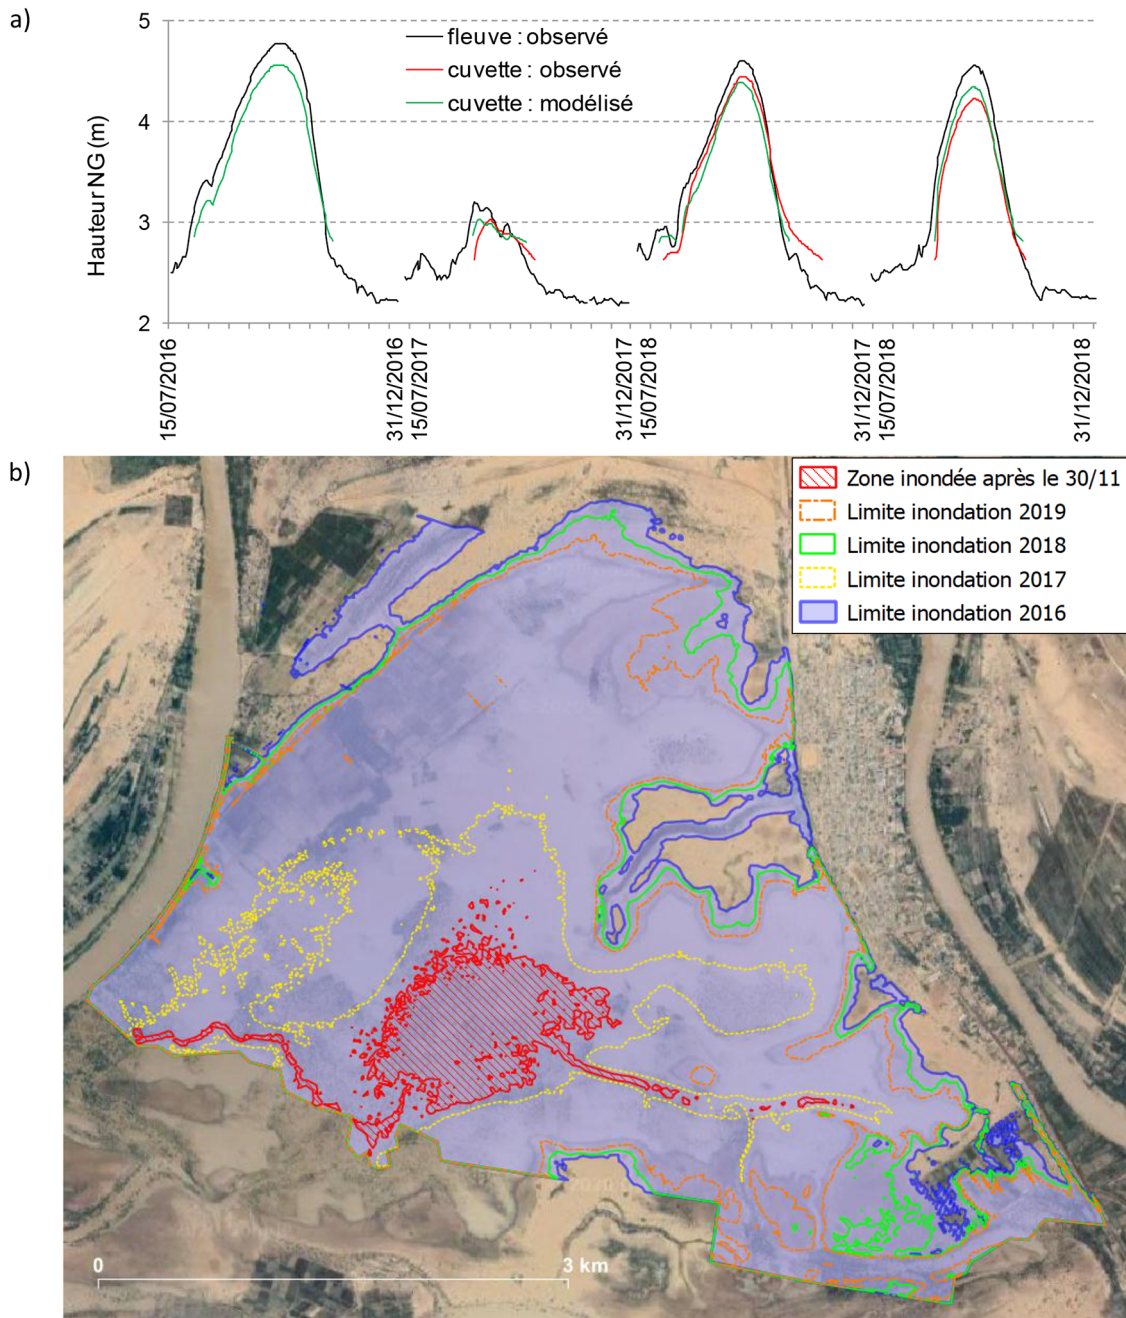 a)
5
4
3
2
Hauteur NG (m)
fleuve : observé
cuvette : observé
cuvette : modélisé
15/07/2016
31/12/2016
15/07/2017
31/12/2017
15/07/2018
31/12/2017
15/07/2018
31/12/2018
b)
Zone inondée après le 30/11
Limite inondation 2019
Limite inondation 2018
Limite inondation 2017
Limite inondation 2016
0
3 km